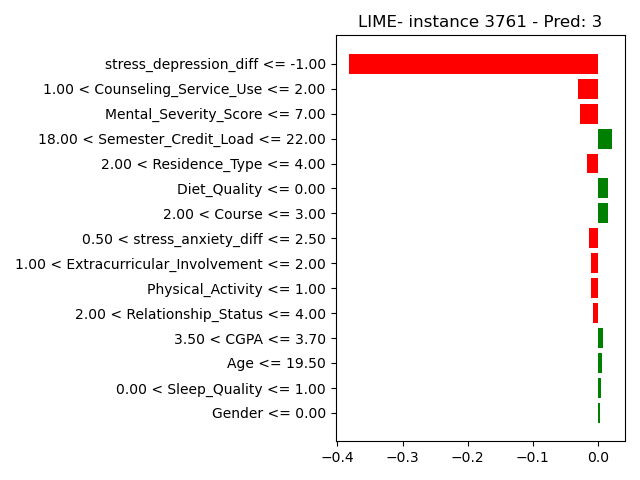 LIME- instance 3761 - Pred: 3
stress_depression_diff <= -1.00
1.00 < Counseling_Service_Use <= 2.00
Mental_Severity_Score <= 7.00
18.00 < Semester_Credit_Load <= 22.00
2.00 < Residence_Type <= 4.00
Diet_Quality <= 0.00
2.00 < Course <= 3.00
0.50 < stress_anxiety_diff <= 2.50
1.00 < Extracurricular_Involvement <= 2.00
Physical_Activity <= 1.00
2.00 < Relationship_Status <= 4.00
3.50 < CGPA <= 3.70
Age <= 19.50
0.00 < Sleep_Quality <= 1.00
Gender <= 0.00
−0.4 −0.3 −0.2 −0.1 0.0